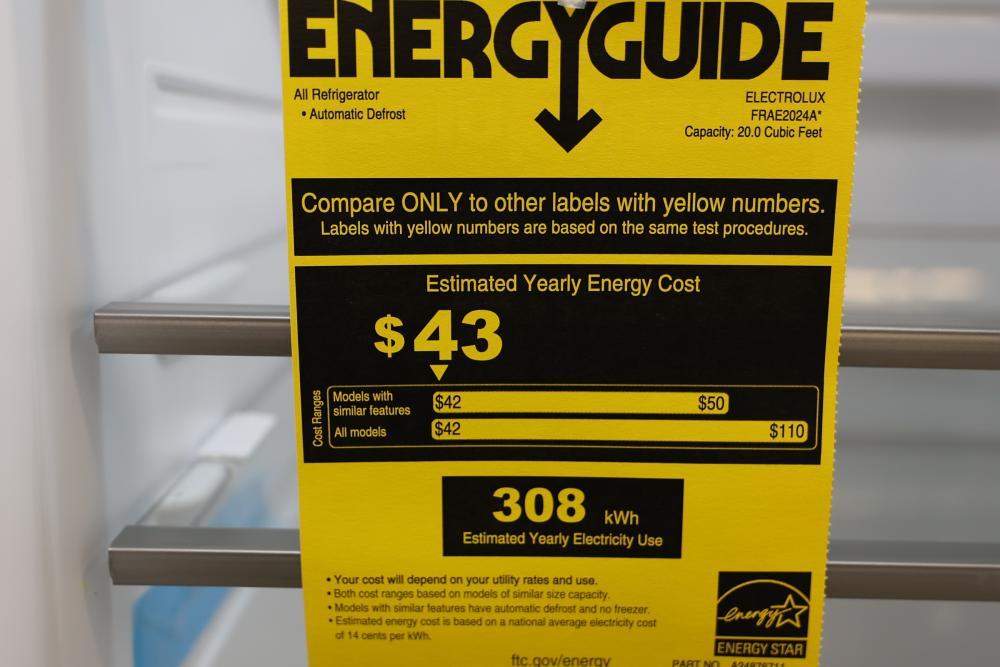 ENERGYGUIDE
All Refrigerator
• Automatic Defrost
ELECTROLUX
FRAE2024A*
Capacity: 20.0 Cubic Feet
Compare ONLY to other labels with yellow numbers.
Labels with yellow numbers are based on the same test procedures.
Estimated Yearly Energy Cost
$43
Cost Ranges
Models with
similar features
$42 $50
All models $42 $110
308 kWh
Estimated Yearly Electricity Use
• Your cost will depend on your utility rates and use.
• Both cost ranges based on models of similar size capacity.
• Models with similar features have automatic defrost and no freezer.
• Estimated energy cost is based on a national average electricity cost
of 14 cents per kWh.
energy
ENERGY STAR
ftc.gov/energy
PART NO.